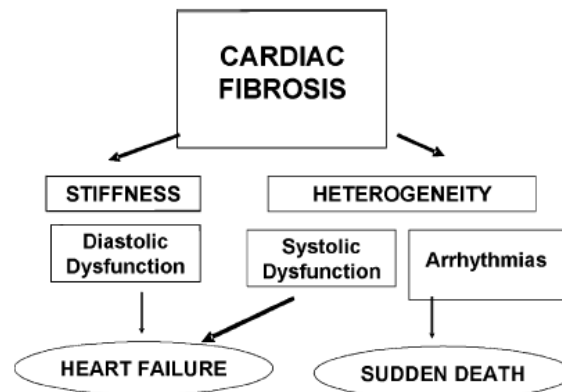 CARDIAC
FIBROSIS
STIFFNESS
HETEROGENEITY
Diastolic
Dysfunction
Systolic
Dysfunction
Arrhythmias
HEART FAILURE
SUDDEN DEATH